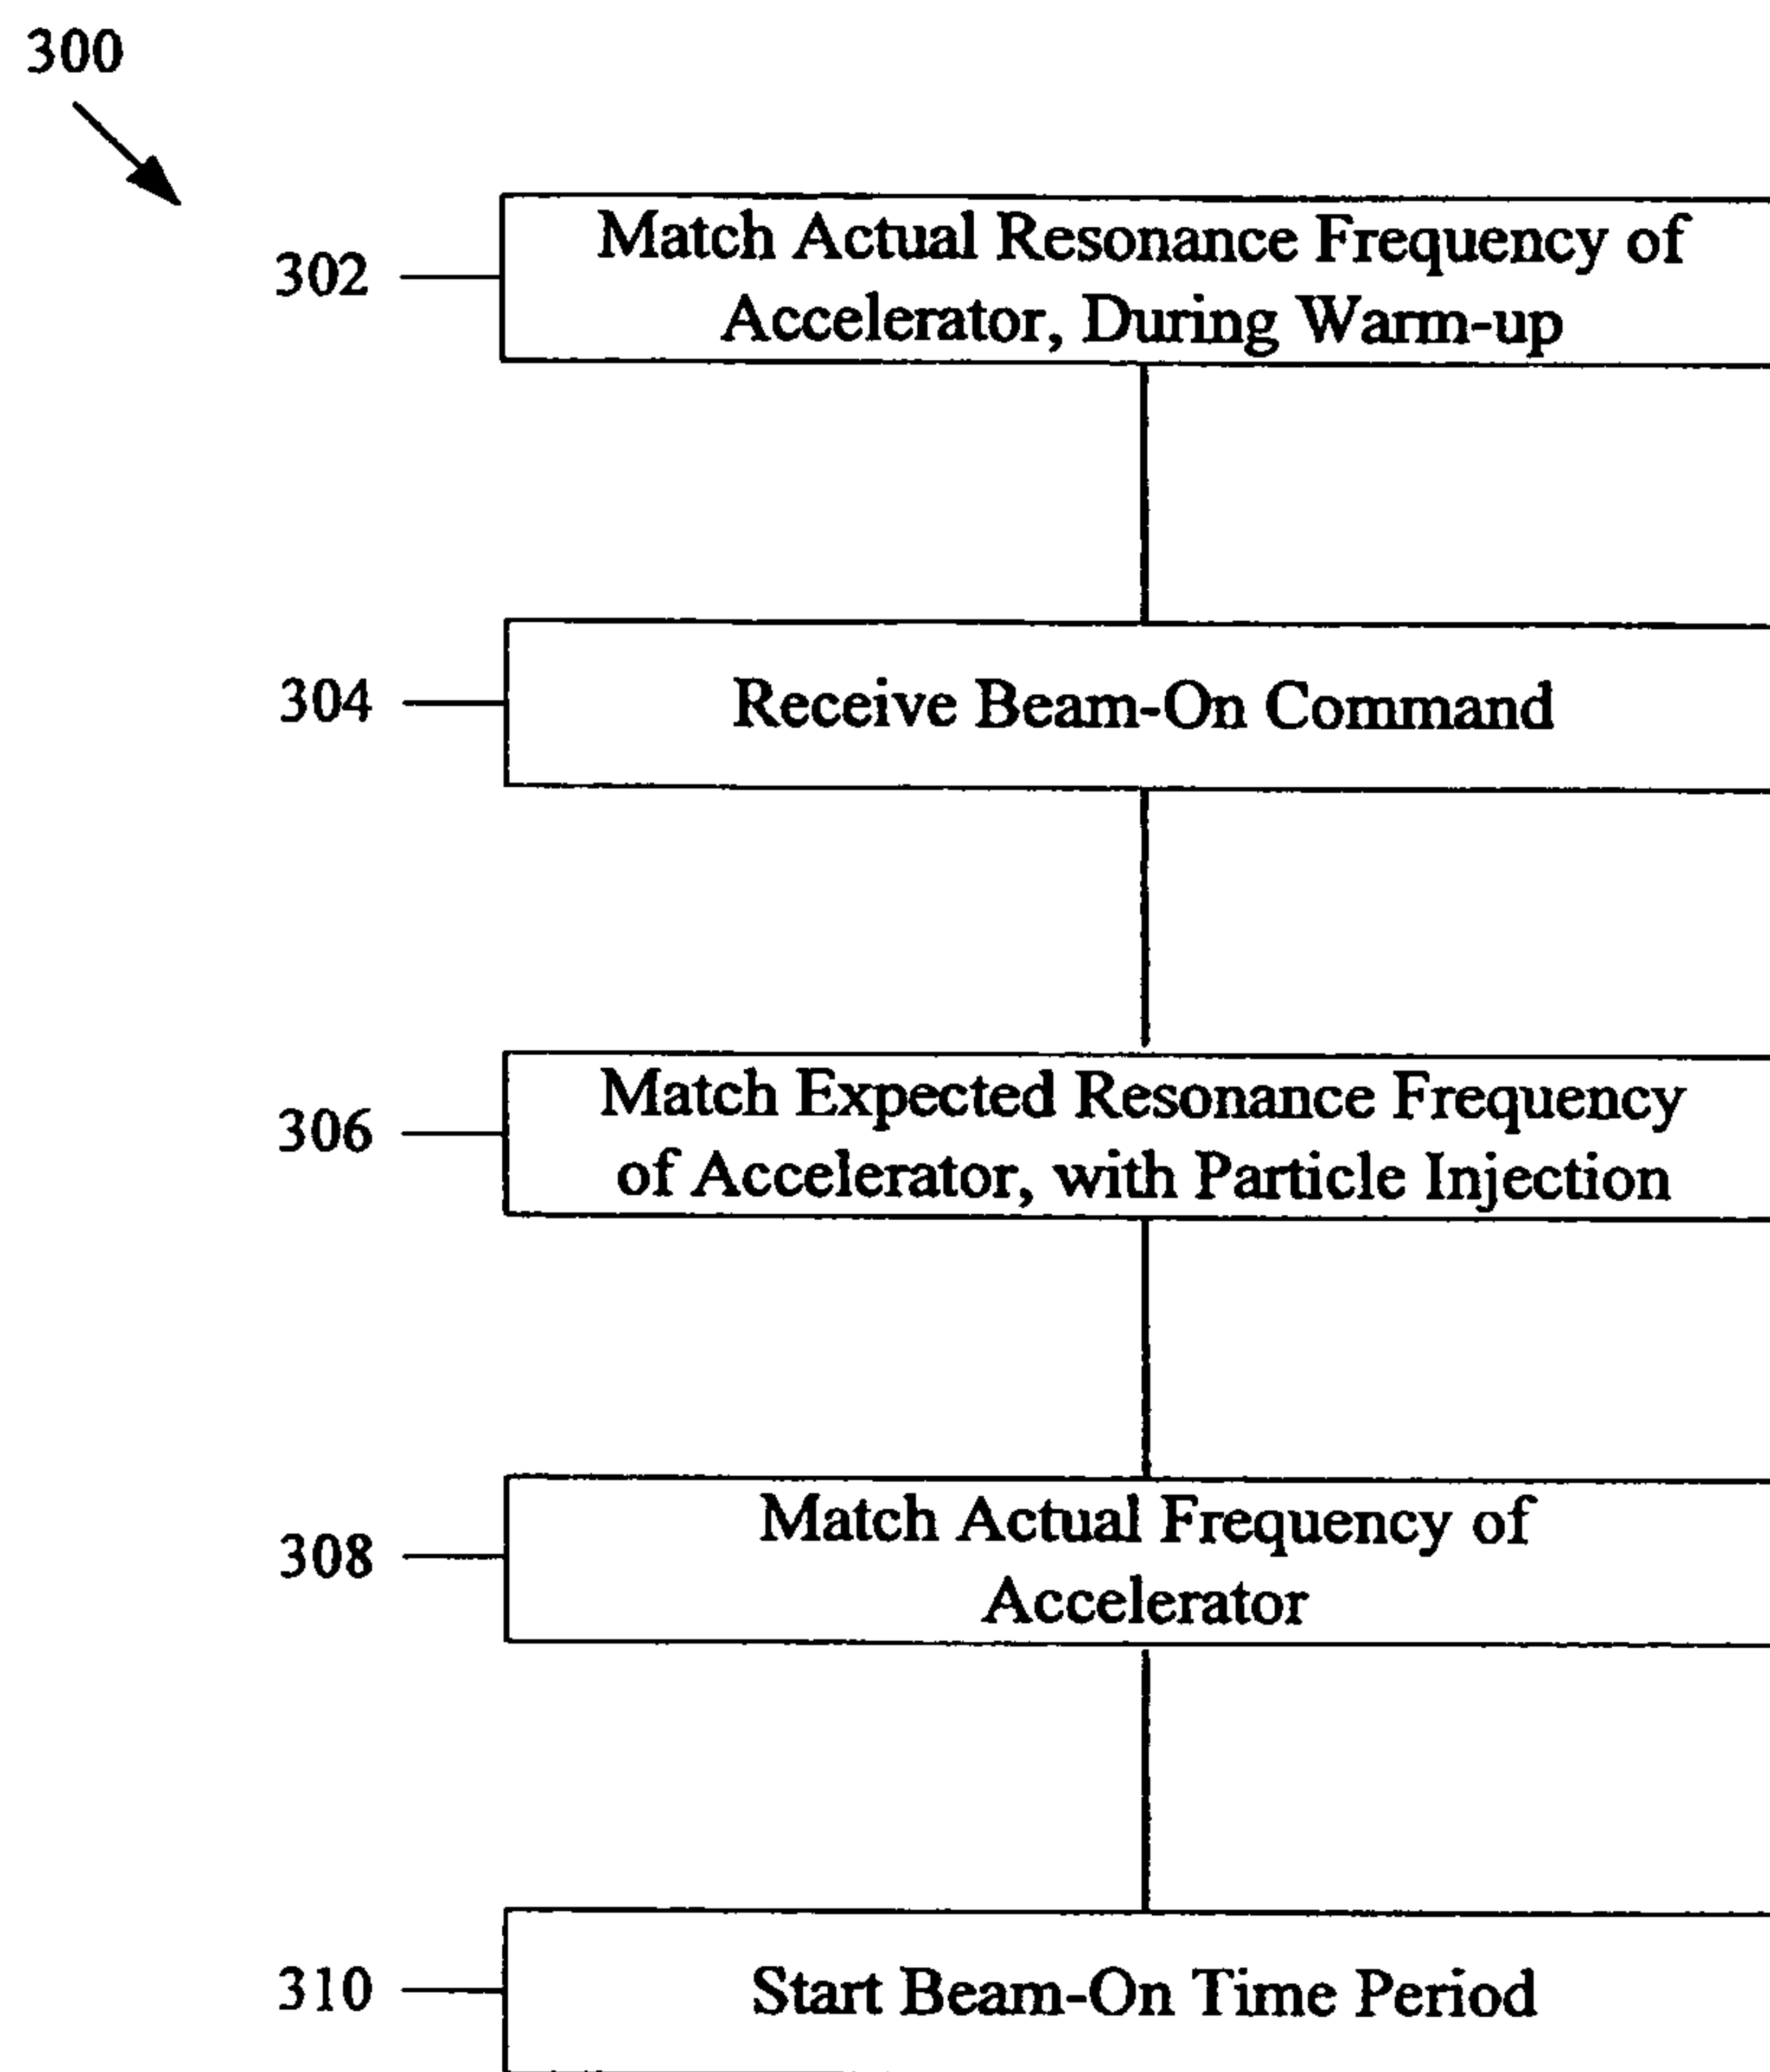 300
302
Match Actual Resonance Frequency of
Accelerator, During Warm-up
304
Receive Beam-On Command
306
Match Expected Resonance Frequency
of Accelerator, with Particle Injection
308
Match Actual Frequency of
Accelerator
310
Start Beam-On Time Period